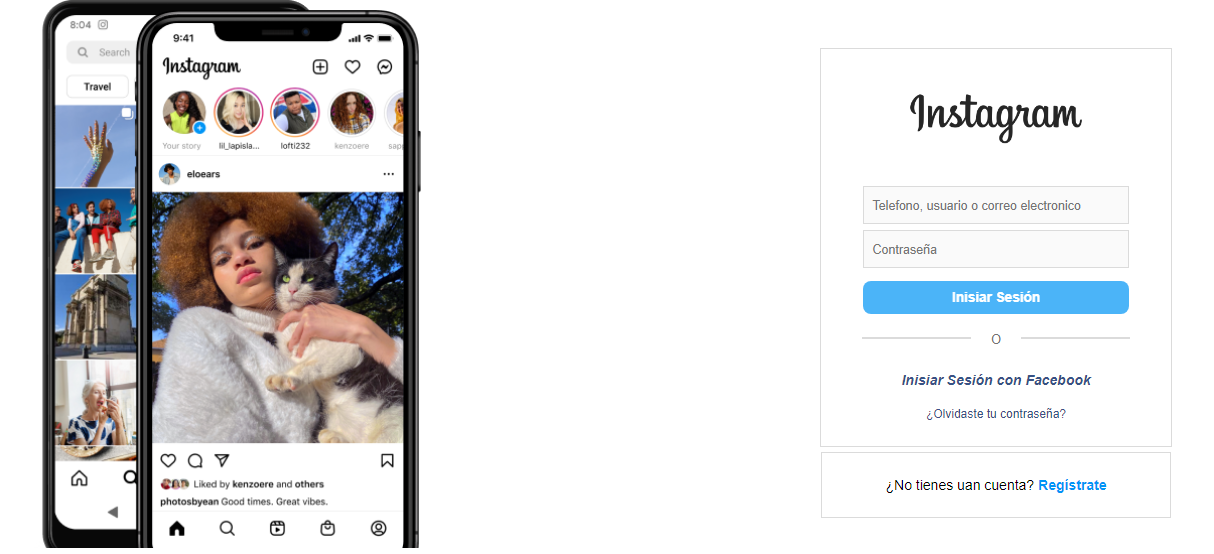 8:04
Search
Travel
9:41
Instagram
Your story
lil_lapisla...
lofti232
kenzoere
sapp
eloears
Liked by kenzoere and others
photosbyean Good times. Great vibes.
Instagram
Telefono, usuario o correo electronico
Contraseña
Inisiar Sesión
O
Inisiar Sesión con Facebook
¿Olvidaste tu contraseña?
¿No tienes uan cuenta? Regístrate